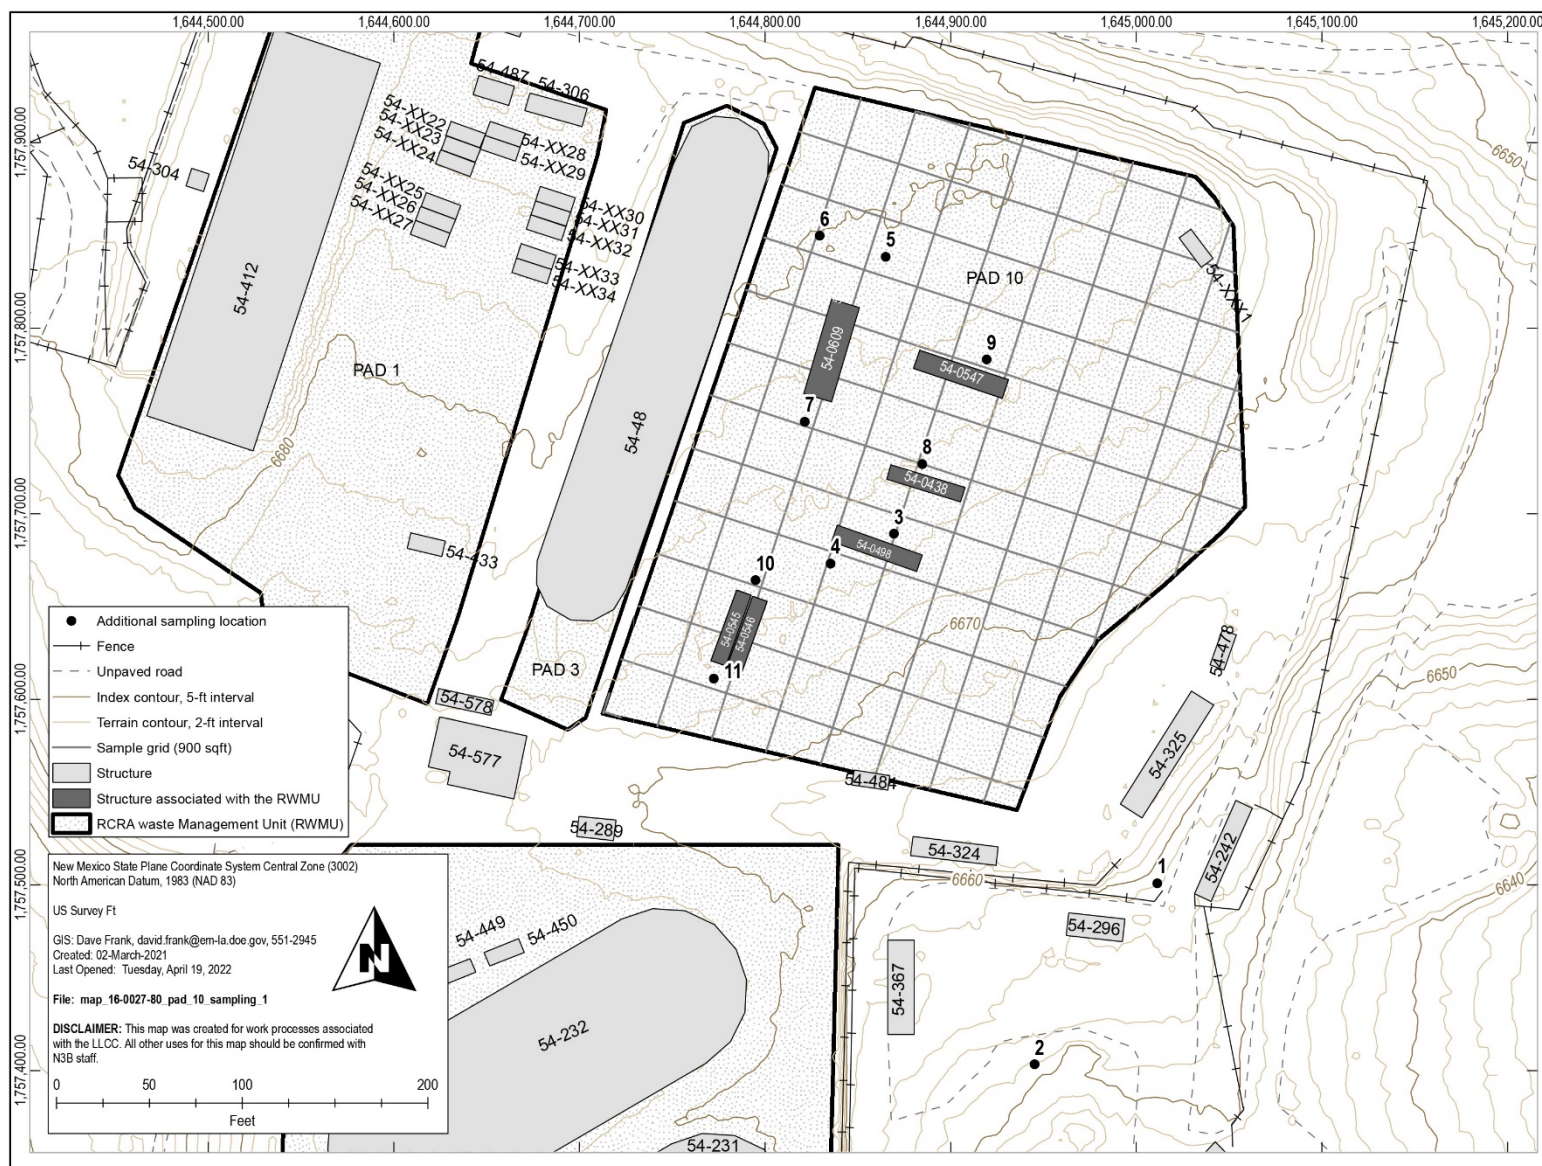 1,644,500.00
1,644,600.00
1,644,700.00
1,644,800.00
1,644,900.00
1,645,000.00
1,645,100.00
1,645,200.00
1,757,900.00
1,757,800.00
1,757,700.00
1,757,600.00
1,757,500.00
1,757,400.00
54-487
54-306
54-XX22
54-XX23
54-XX24
54-XX28
54-XX29
54-304
54-XX25
54-XX26
54-XX27
54-XX30
54-XX31
54-XX32
54-XX33
54-XX34
54-412
PAD 1
6680
54-433
54-48
PAD 3
54-578
54-577
54-289
6
5
PAD 10
54-XXX1
6650
54-0609
9
54-0547
7
8
54-0438
3
54-0498
4
10
54-0545
54-0546
11
6670
54-478
6650
54-325
54-484
54-324
54-242
1
6660
6640
54-296
54-367
2
54-449
54-450
54-232
54-231
Additional sampling location
Fence
Unpaved road
Index contour, 5-ft interval
Terrain contour, 2-ft interval
Sample grid (900 sqft)
Structure
Structure associated with the RWMU
RCRA waste Management Unit (RWMU)
New Mexico State Plane Coordinate System Central Zone (3002)
North American Datum, 1983 (NAD 83)
US Survey Ft
GIS: Dave Frank, david.frank@em-la.doe.gov, 551-2945
Created: 02-March-2021
Last Opened: Tuesday, April 19, 2022
File: map_16-0027-80_pad_10_sampling_1
DISCLAIMER: This map was created for work processes associated
with the LLCC. All other uses for this map should be confirmed with
N3B staff.
N
0 50 100 200
Feet